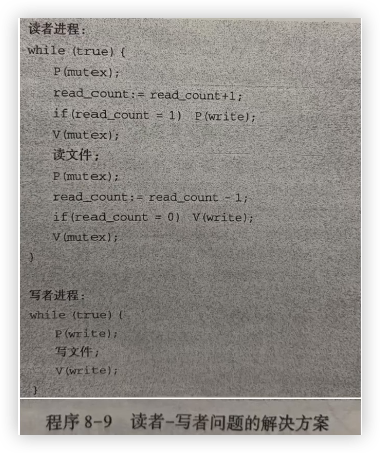 读者进程:
while (true) {
P(mutex);
read_count:= read_count+1;
if(read_count = 1) P(write);
V(mutex);
读文件;
P(mutex);
read_count:= read_count - 1;
if(read_count = 0) V(write);
V(mutex);
}
写者进程:
while (true) {
P(write);
写文件;
V(write);
}
程序 8-9 读者-写者问题的解决方案